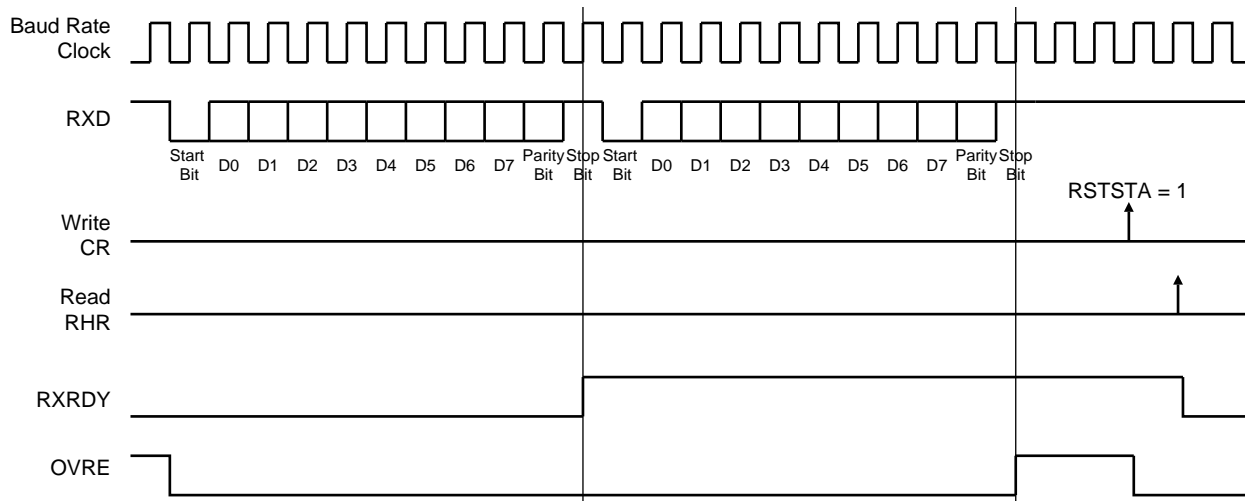 Baud Rate
Clock
RXD
Start
Bit
D0
D1
D2
D3
D4
D5
D6
D7
Parity
Bit
Stop
Bit
Start
Bit
D0
D1
D2
D3
D4
D5
D6
D7
Parity
Bit
Stop
Bit
RSTSTA = 1
Write
CR
Read
RHR
RXRDY
OVRE